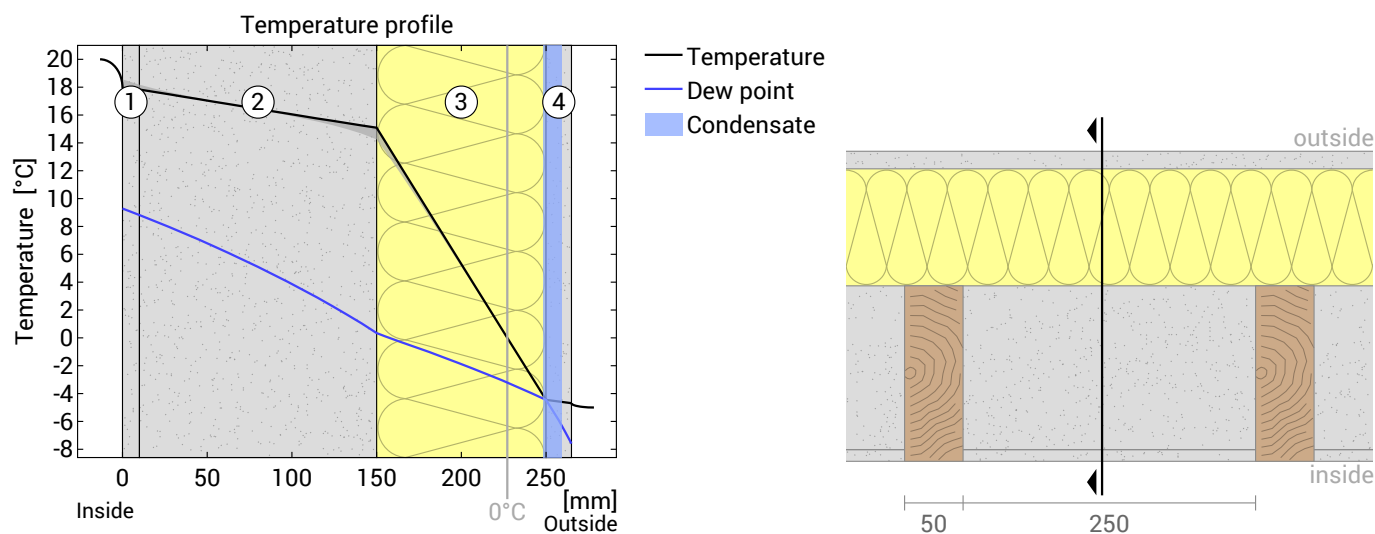 Temperature profile
Temperature [°C]
20
18
16
14
12
10
8
6
4
2
0
-2
-4
-6
-8
1 2 3 4
0 50 100 150 200 250
[mm]
Inside
0°C
Outside
Temperature
Dew point
Condensate
outside
inside
50 250